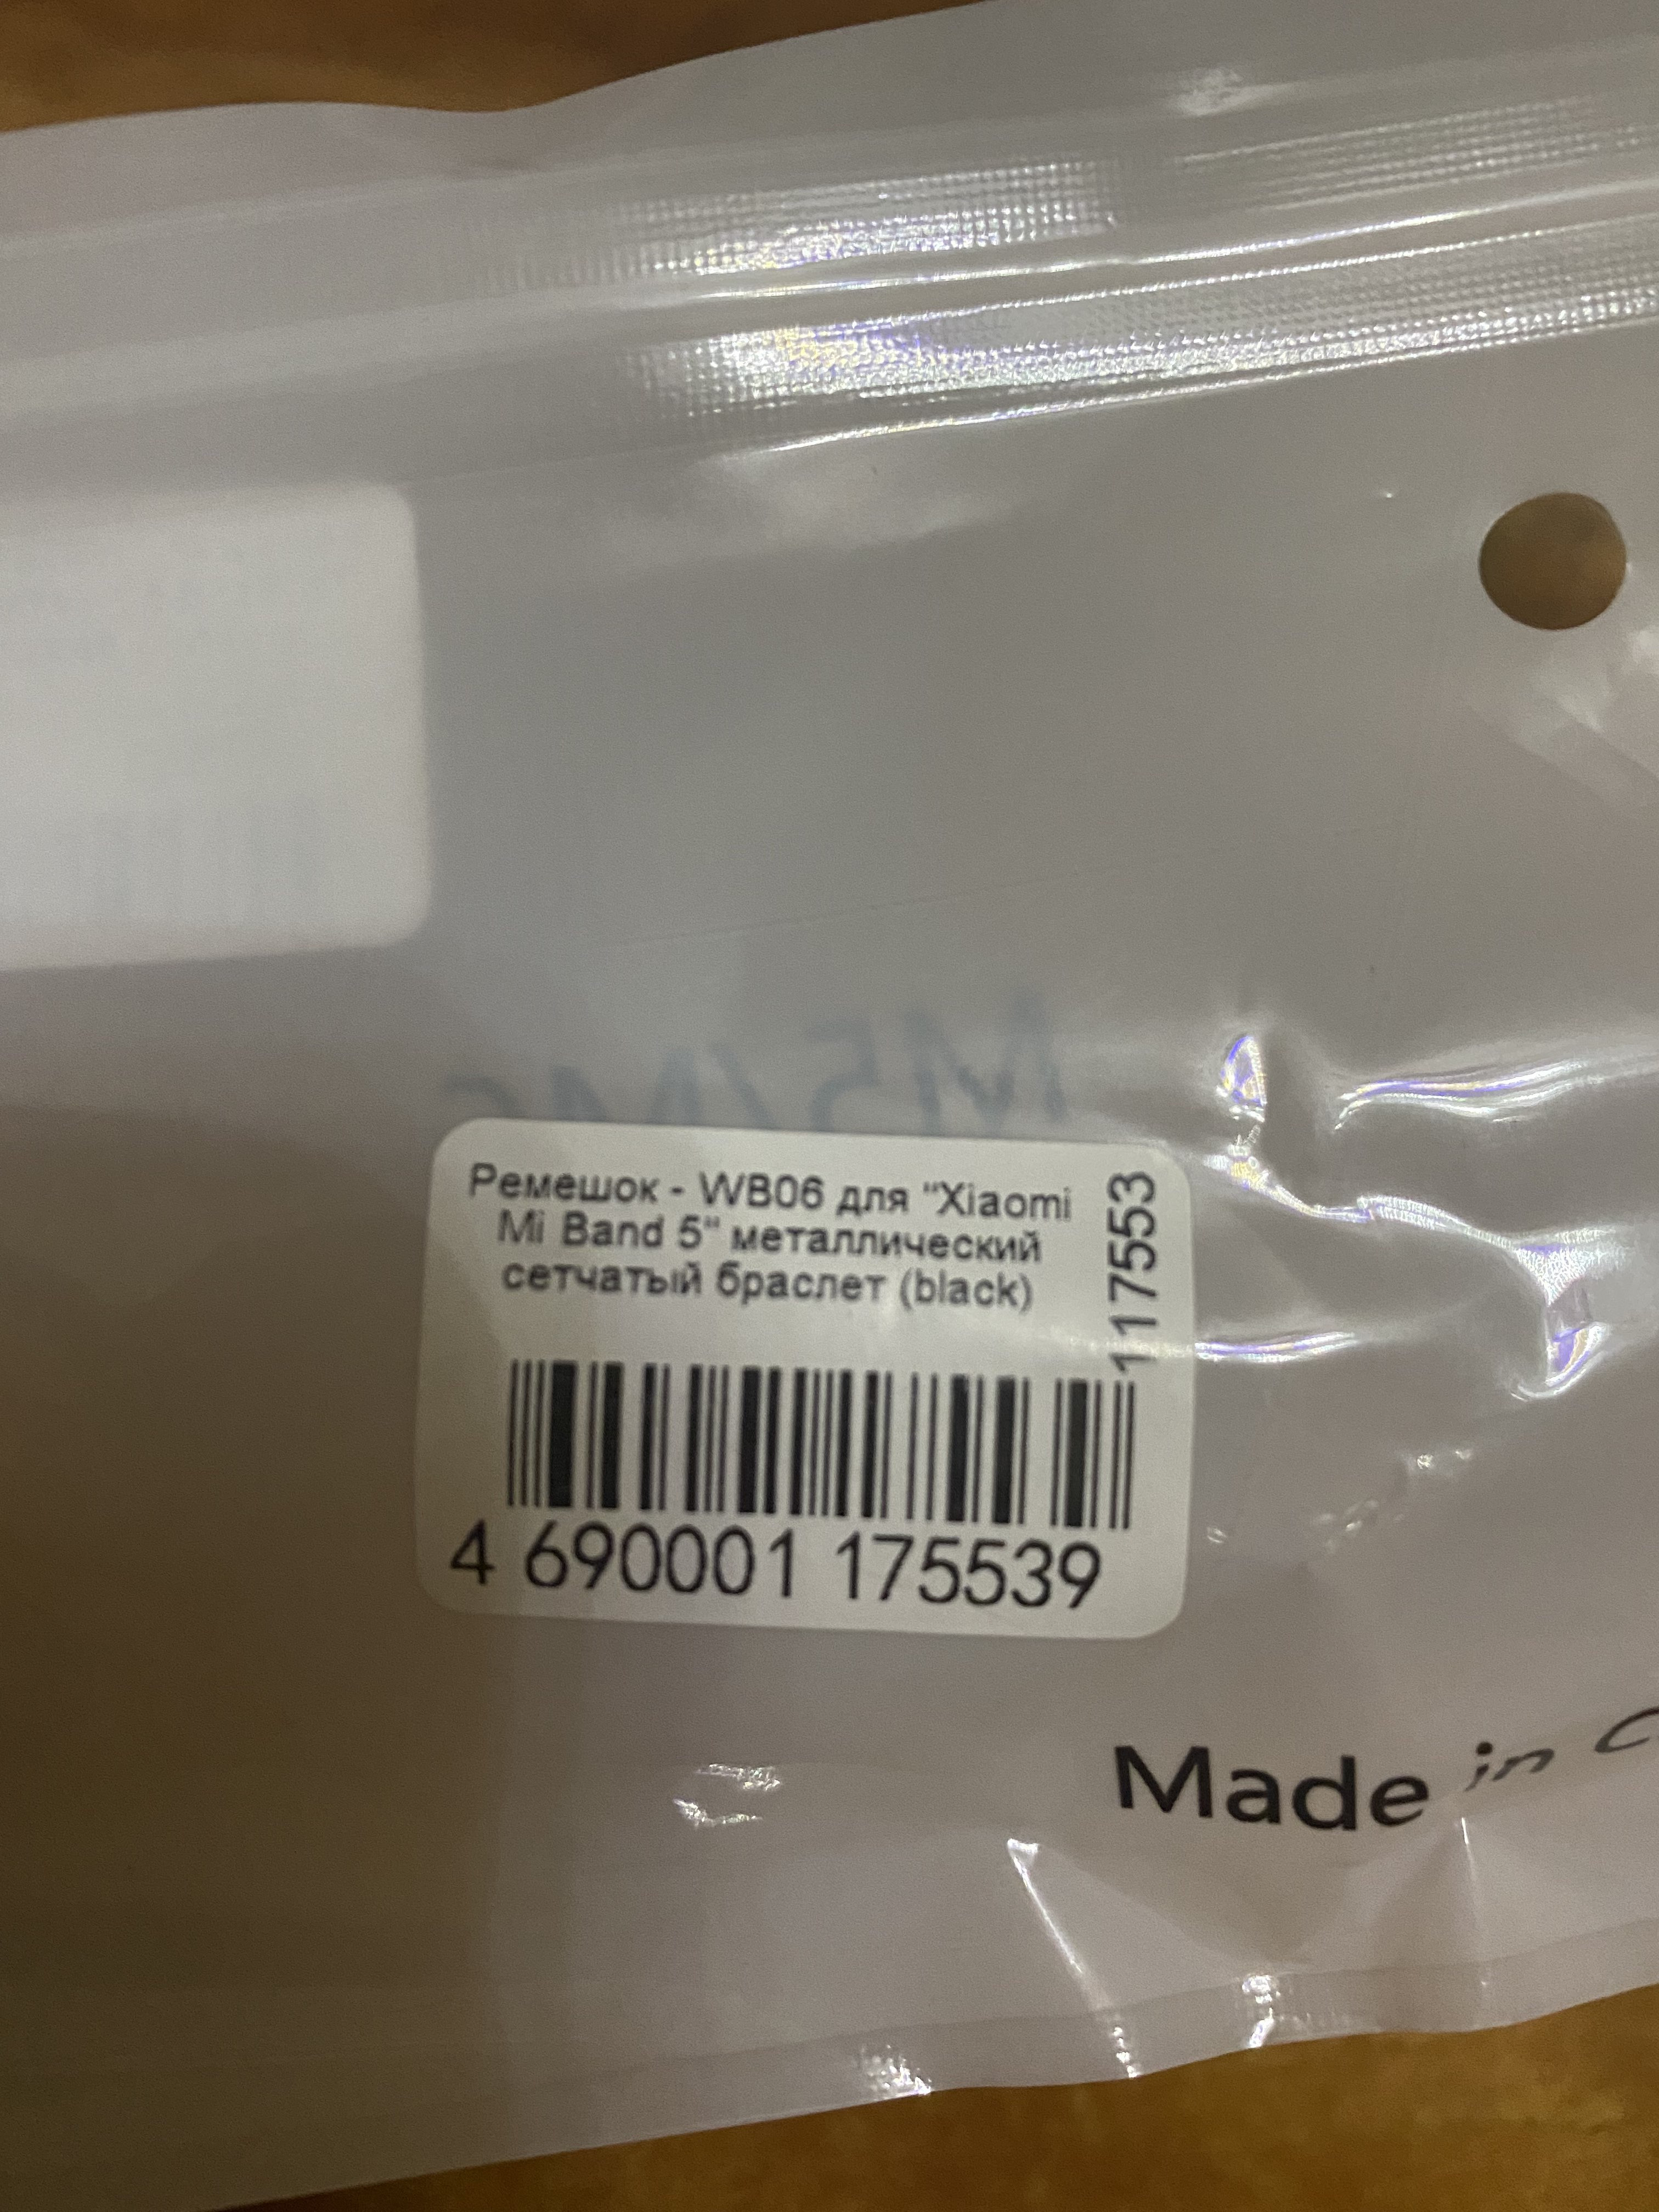 Ремешок - WB06 для "Xiaomi
Mi Band 5" металлический
сетчатый браслет (black)
117553
4 690001 175539
Made in